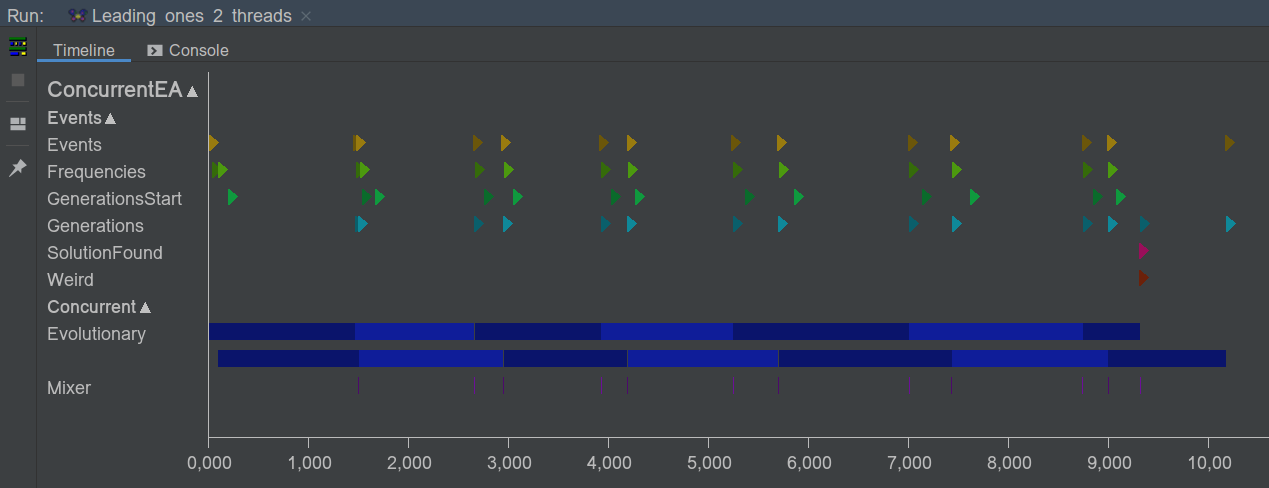 Run: Leading ones 2 threads
Timeline Console
ConcurrentEA
Events
Events
Frequencies
GenerationsStart
Generations
SolutionFound
Weird
Concurrent
Evolutionary
Mixer
0,000 1,000 2,000 3,000 4,000 5,000 6,000 7,000 8,000 9,000 10,00